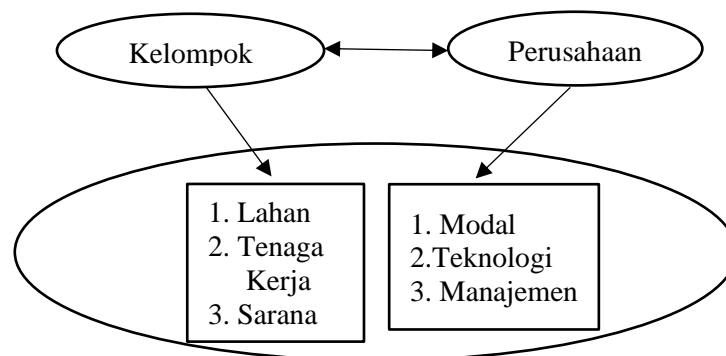 Kelompok
Perusahaan
1. Lahan
2. Tenaga
Kerja
3. Sarana
1. Modal
2.Teknologi
3. Manajemen